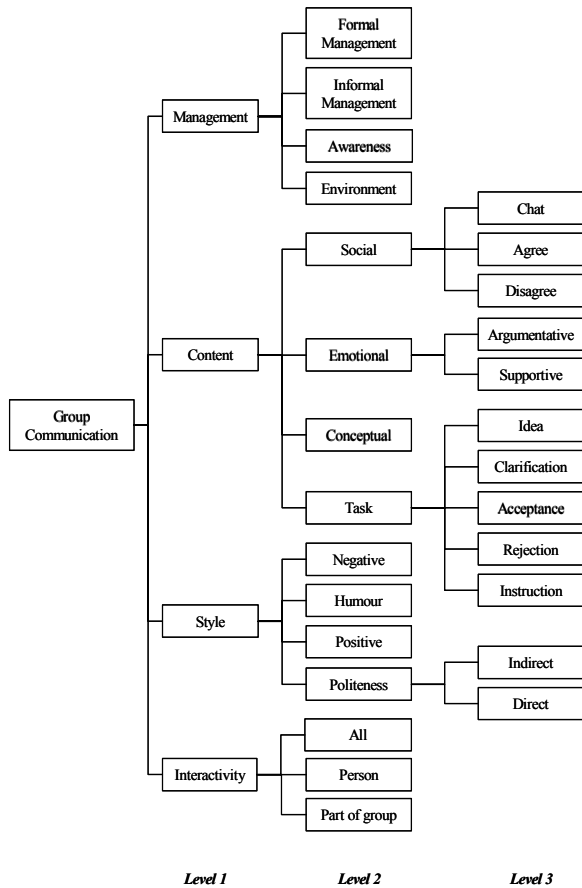 Formal
Management
Informal
Management
Management
Awareness
Environment
Chat
Social
Agree
Disagree
Argumentative
Content
Emotional
Supportive
Group
Communication
Conceptual
Idea
Clarification
Task
Acceptance
Rejection
Instruction
Negative
Humour
Style
Positive
Politeness
Indirect
Direct
All
Interactivity
Person
Part of group
Level 1
Level 2
Level 3